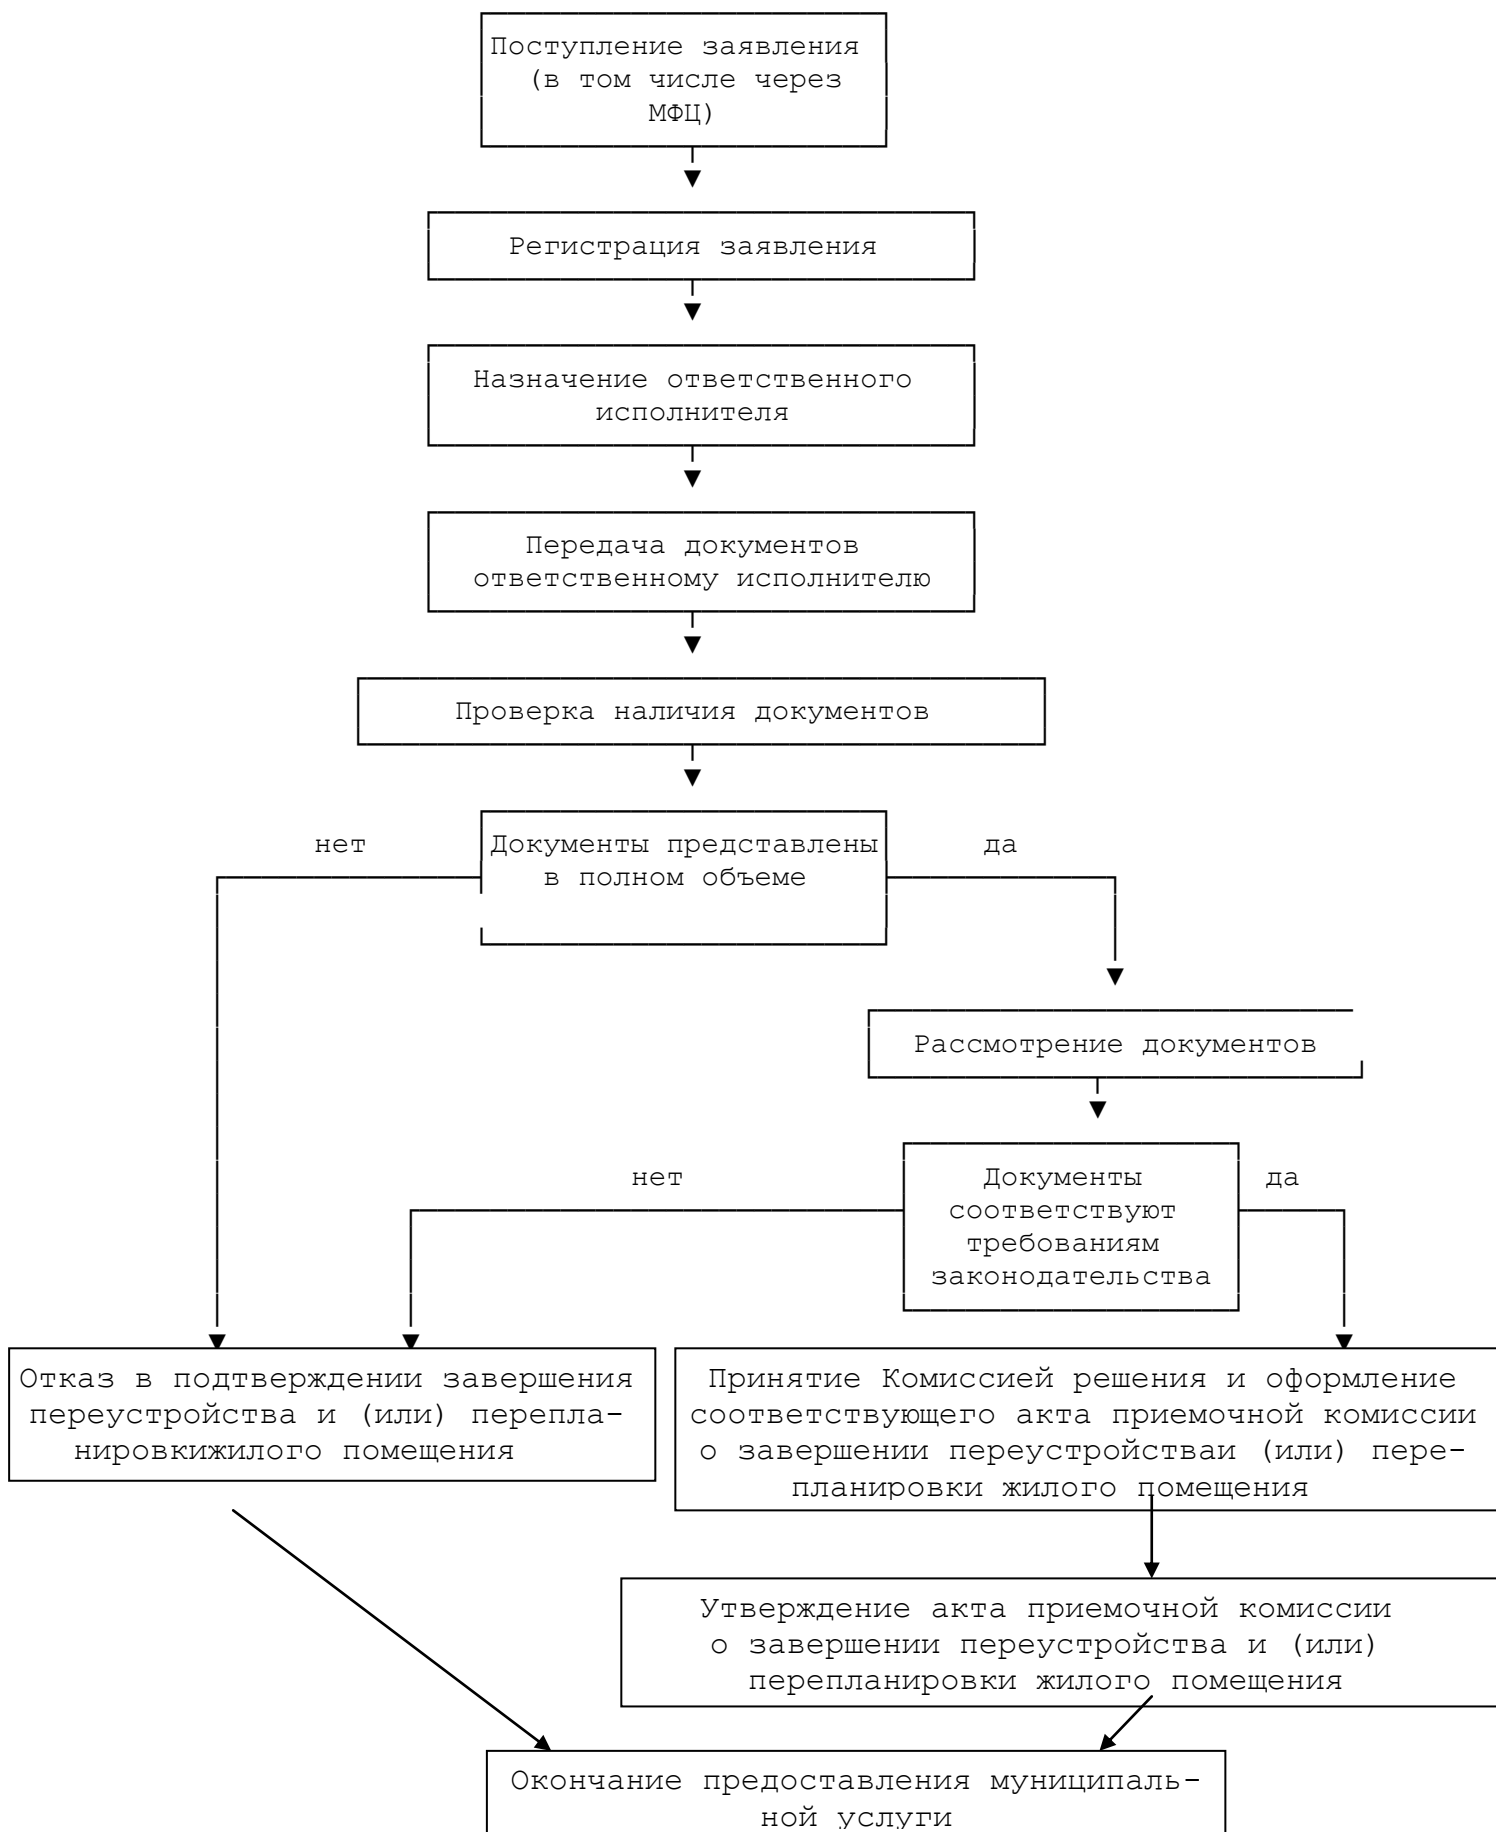 Поступление заявления
(в том числе через
МФЦ)
Регистрация заявления
Назначение ответственного
исполнителя
Передача документов
ответственному исполнителю
Проверка наличия документов
нет
Документы представлены
в полном объеме
да
Рассмотрение документов
нет
Документы
соответствуют
требованиям
законодательства
да
Отказ в подтверждении завершения
переустройства и (или) перепла-
нировкижилого помещения
Принятие Комиссией решения и оформление
соответствующего акта приемочной комиссии
о завершении переустройстваи (или) пере-
планировки жилого помещения
Утверждение акта приемочной комиссии
о завершении переустройства и (или)
перепланировки жилого помещения
Окончание предоставления муниципаль-
ной услуги